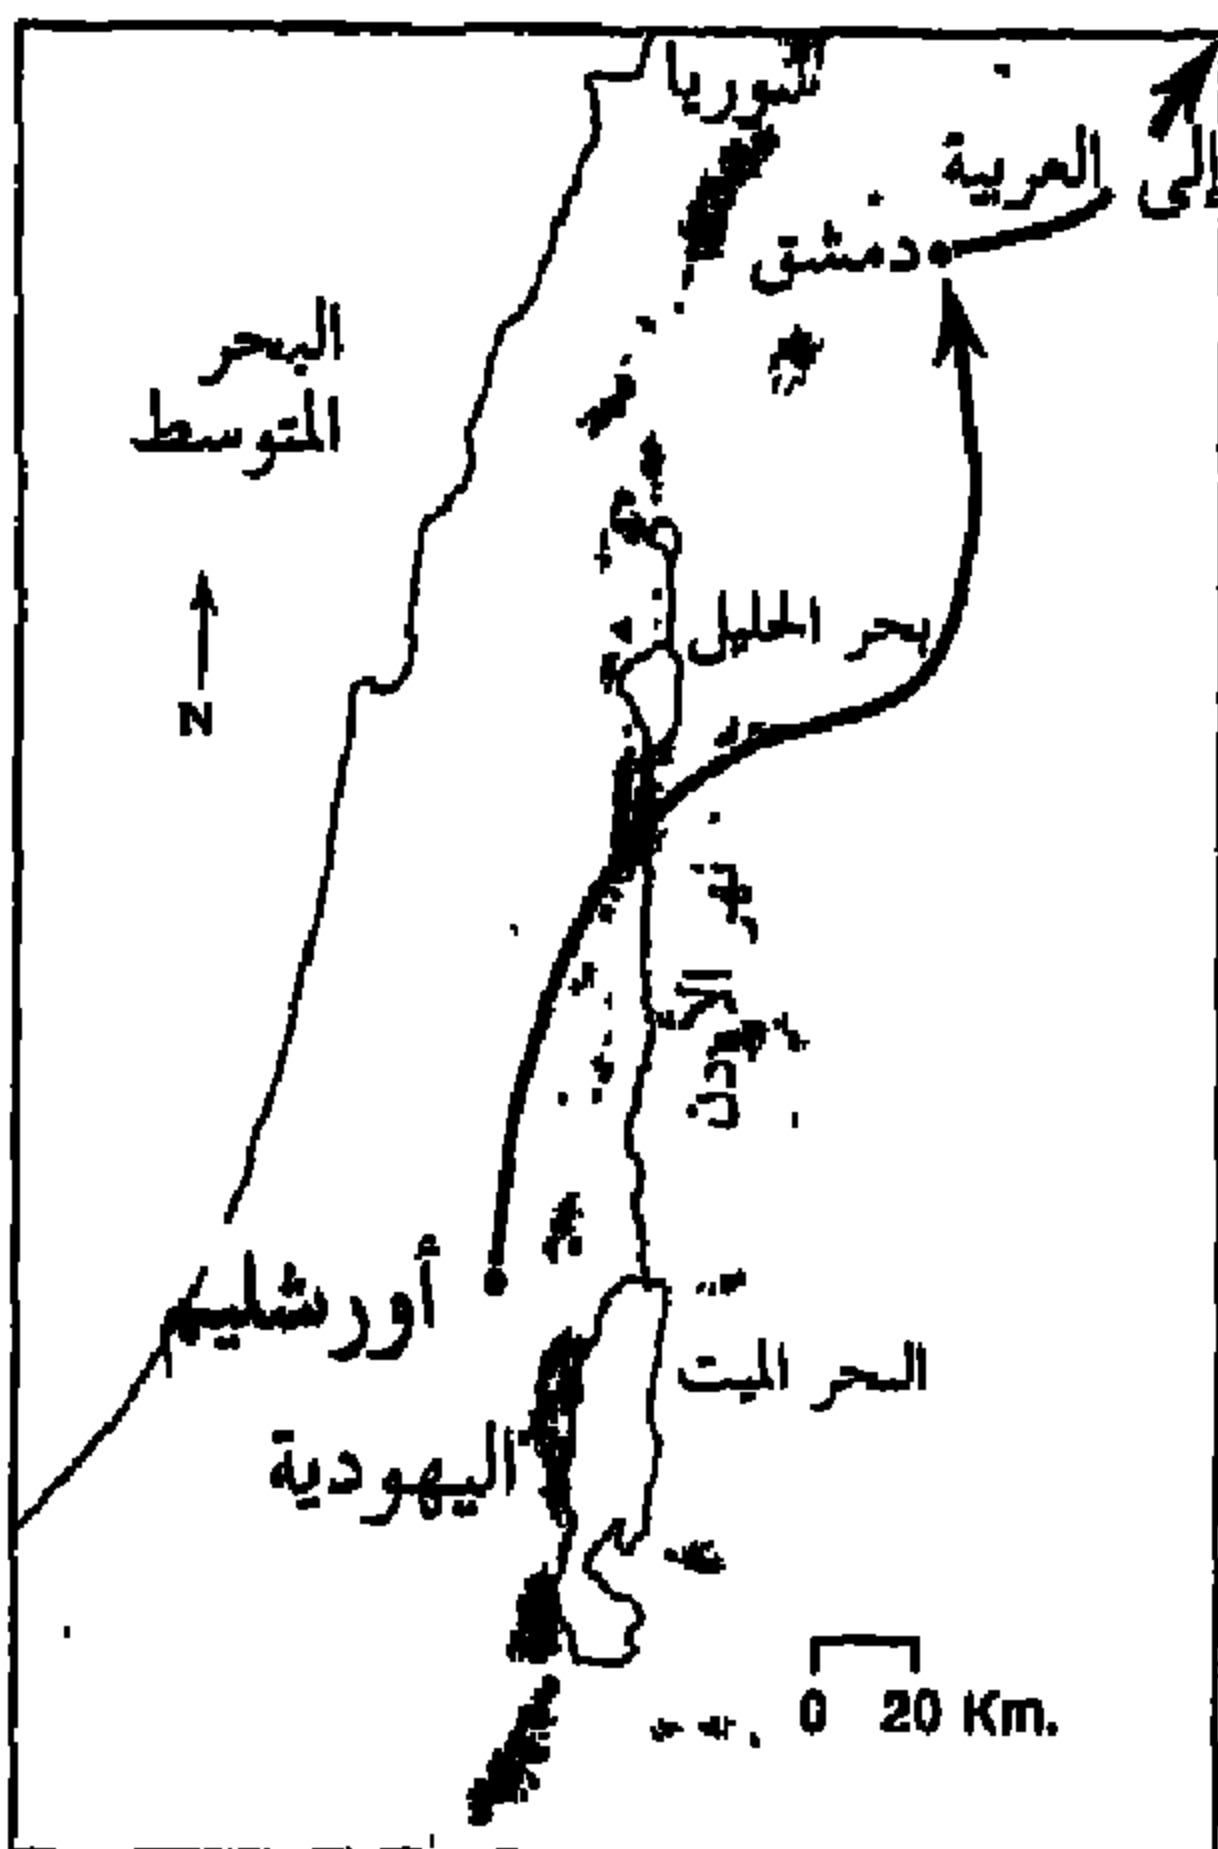 سوريا
إلى العربية
دمشق
البحر
المتوسط
بحر الجليل
N
نهر
الأردن
أورشليم
البحر الميت
اليهودية
0 20 Km.